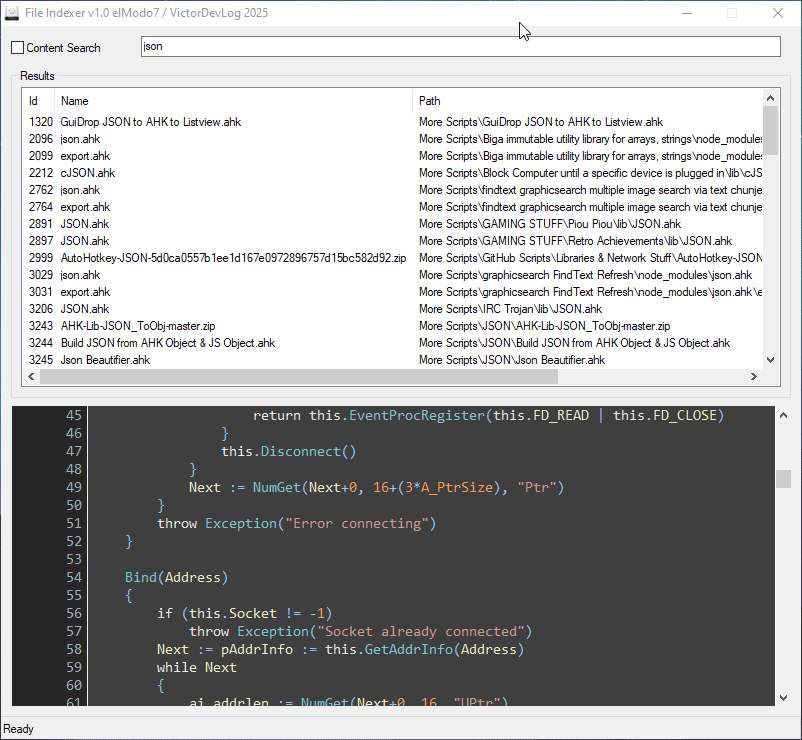 File Indexer v1.0 elModo7 / VictorDevLog 2025
Content Search
json
Results
Id Name Path
1320 GuiDrop JSON to AHK to Listview.ahk More Scripts\GuiDrop JSON to AHK to Listview.ahk
2096 json.ahk More Scripts\Biga immutable utility library for arrays, strings\node_modules
2099 export.ahk More Scripts\Biga immutable utility library for arrays, strings\node_modules
2212 cJSON.ahk More Scripts\Block Computer until a specific device is plugged in\lib\cJS
2762 json.ahk More Scripts\findtext graphicsearch multiple image search via text chunje
2764 export.ahk More Scripts\findtext graphicsearch multiple image search via text chunje
2891 JSON.ahk More Scripts\GAMING STUFF\Piou Piou\lib\JSON.ahk
2897 JSON.ahk More Scripts\GAMING STUFF\Retro Achievements\lib\JSON.ahk
2999 AutoHotkey-JSON-5d0ca0557b1ee1d167e0972896757d15bc582d92.zip More Scripts\GitHub Scripts\Libraries & Network Stuff\AutoHotkey-JSON
3029 json.ahk More Scripts\graphicsearch FindText Refresh\node_modules\json.ahk
3031 export.ahk More Scripts\graphicsearch FindText Refresh\node_modules\json.ahk\e
3206 JSON.ahk More Scripts\IRC Trojan\lib\JSON.ahk
3243 AHK-Lib-JSON_ToObj-master.zip More Scripts\JSON\AHK-Lib-JSON_ToObj-master.zip
3244 Build JSON from AHK Object & JS Object.ahk More Scripts\JSON\Build JSON from AHK Object & JS Object.ahk
3245 Json Beautifier.ahk More Scripts\JSON\Json Beautifier.ahk
45 return this.EventProcRegister(this.FD_READ | this.FD_CLOSE)
46 }
47 this.Disconnect()
48 }
49 Next := NumGet(Next+0, 16+(3*A_PtrSize), "Ptr")
50 }
51 throw Exception("Error connecting")
52 }
53
54 Bind(Address)
55 {
56 if (this.Socket != -1)
57 throw Exception("Socket already connected")
58 Next := pAddrInfo := this.GetAddrInfo(Address)
59 while Next
60 {
61 ai_addrlen := NumGet(Next+0, 16, "UPtr")
Ready